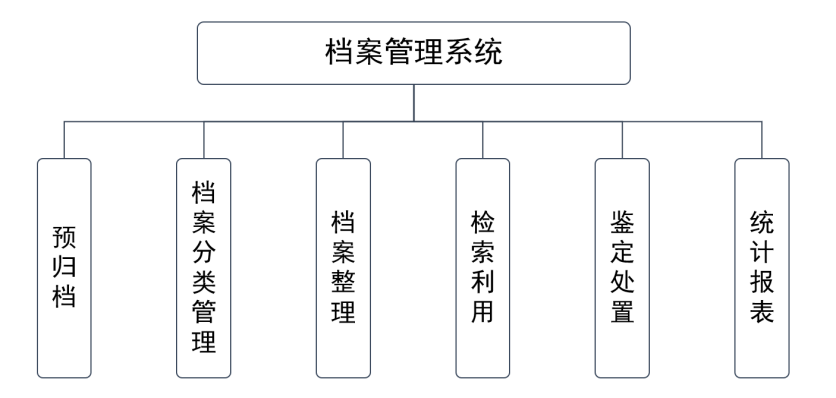 档案管理系统
预归档
档案分类管理
档案整理
检索利用
鉴定处置
统计报表